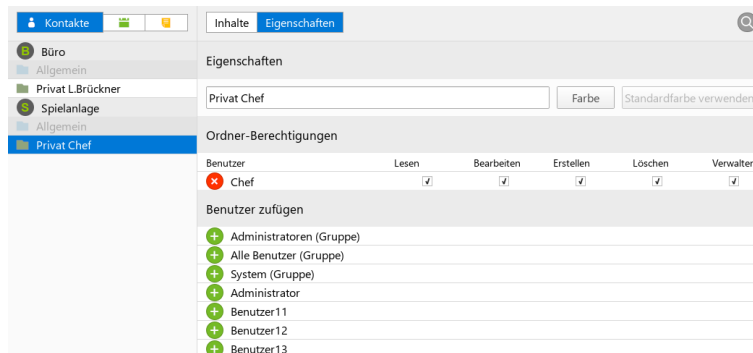 Kontakte
Inhalte Eigenschaften
B Büro
Allgemein
Privat L.Brückner
S Spielanlage
Allgemein
Privat Chef
Eigenschaften
Privat Chef Farbe Standardfarbe verwenden
Ordner-Berechtigungen
Benutzer Lesen Bearbeiten Erstellen Löschen Verwalten
Chef
Benutzer zufügen
Administratoren (Gruppe)
Alle Benutzer (Gruppe)
System (Gruppe)
Administrator
Benutzer11
Benutzer12
Benutzer13